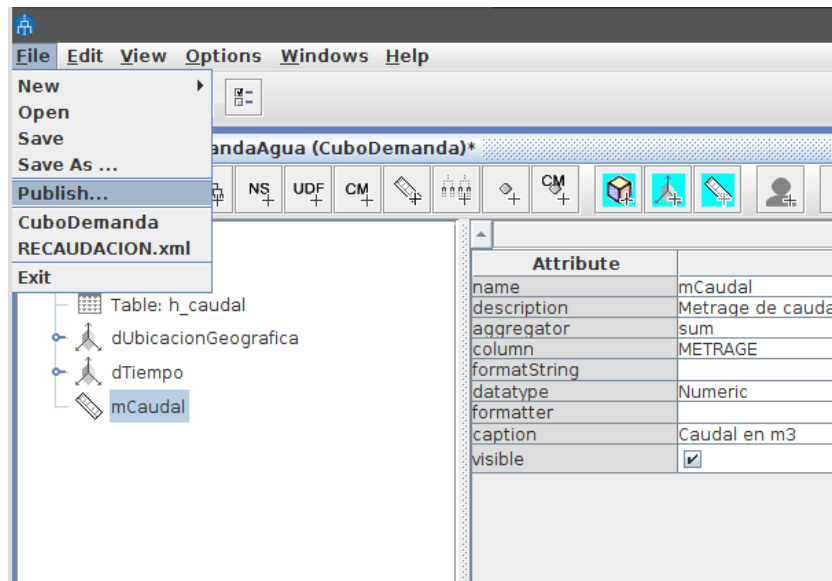 File Edit View Options Windows Help
New
Open
Save
Save As ...
Publish...
CuboDemanda
RECAUDACION.xml
Exit
andaAgua (CuboDemanda)*
NS UDF CM CM
Table: h_caudal
dUbicacionGeografica
dTiempo
mCaudal
Attribute
name mCaudal
description Metrage de cauda
aggregator sum
column METRAGE
formatString
datatype Numeric
formatter
caption Caudal en m3
visible